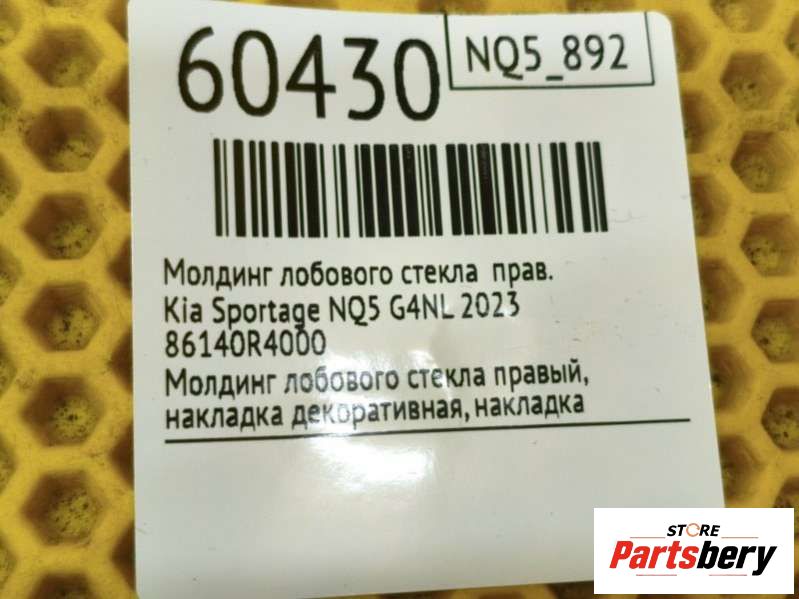 60430
NQ5_892
Молдинг лобового стекла прав.
Kia Sportage NQ5 G4NL 2023
86140R4000
Молдинг лобового стекла правый,
накладка декоративная, накладка
STORE
Partsbery